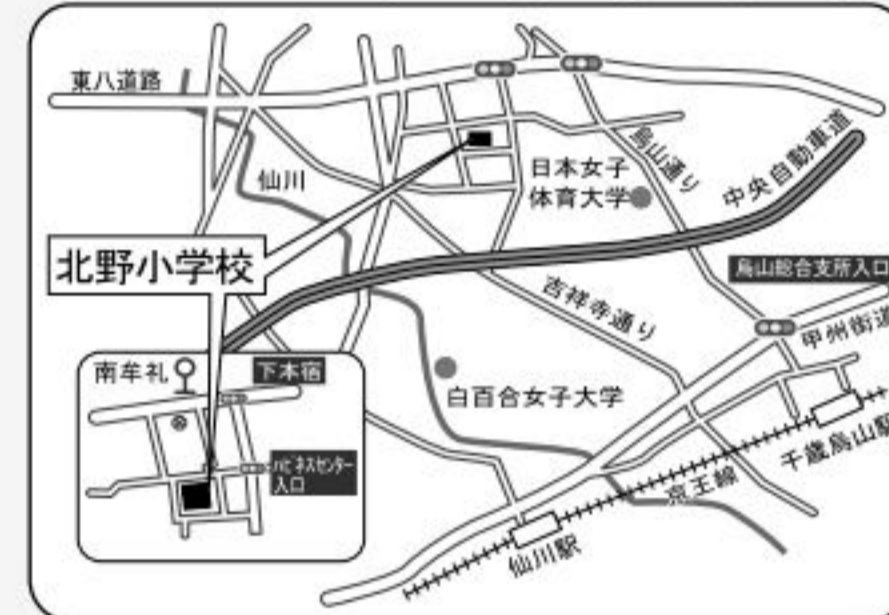 東八道路
仙川
日本女子
体育大学
烏山通り
中央自動車道
北野小学校
烏山総合支所入口
吉祥寺通り
甲州街道
南牟礼
下本宿
白百合女子大学
ハピネスセンター
入口
千歳烏山駅
京王線
仙川駅